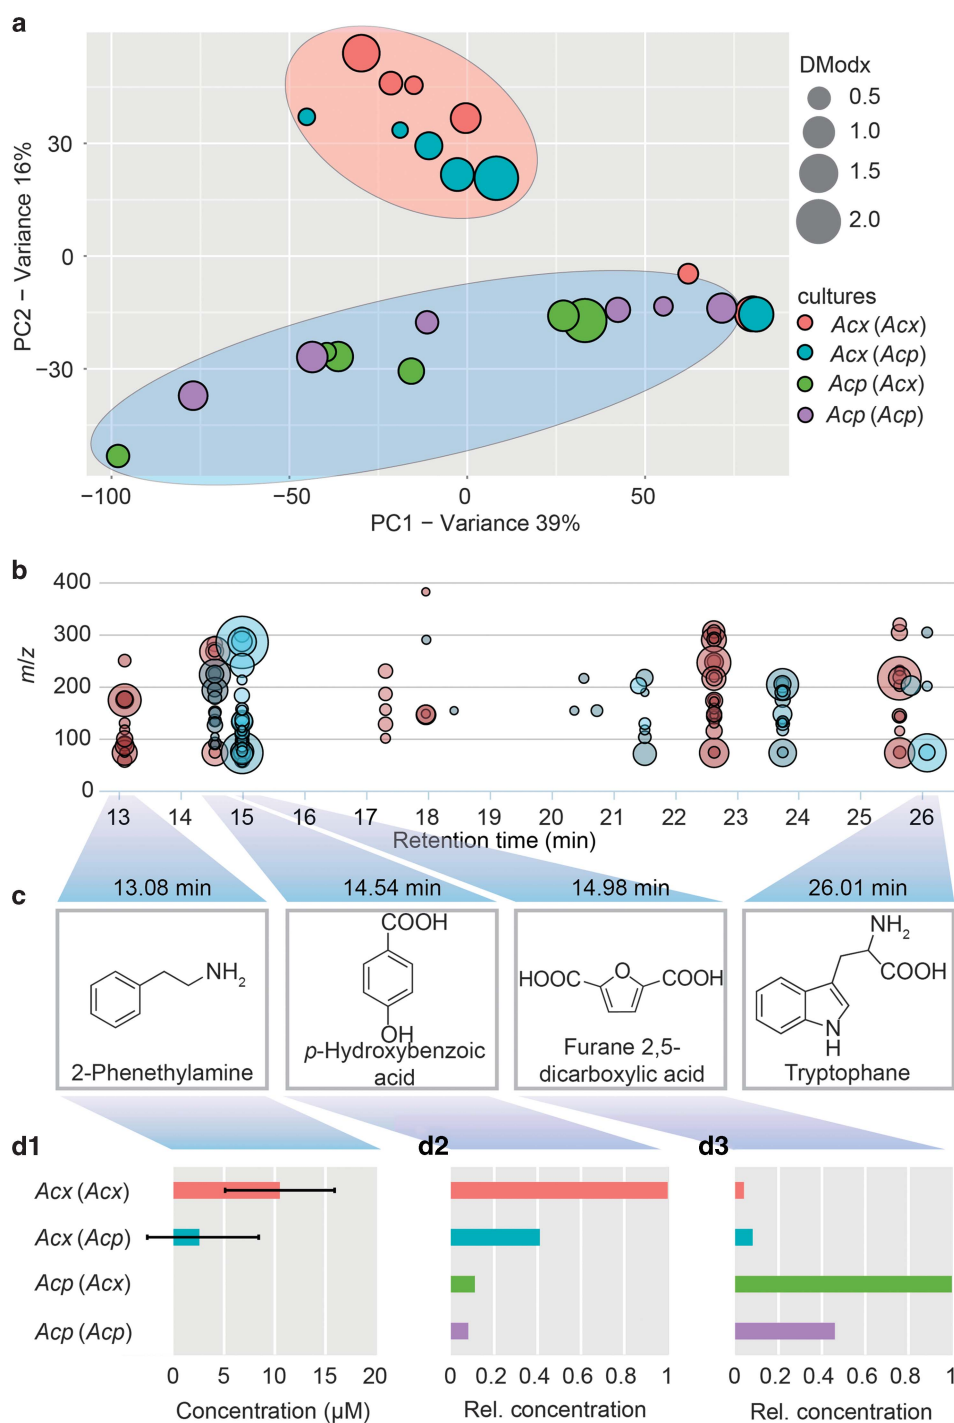 a
PC2 – Variance 16%
30
0
−30
−100
−50
0
50
PC1 − Variance 39%
DModx
0.5
1.0
1.5
2.0
cultures
Acx (Acx)
Acx (Acp)
Acp (Acx)
Acp (Acp)
b
m/z
400
300
200
100
0
13 14 15 16 17 18 19 20 21 22 23 24 25 26
Retention time (min)
c
13.08 min
14.54 min
14.98 min
26.01 min
NH2
2-Phenethylamine
COOH
OH
p-Hydroxybenzoic
acid
HOOC O COOH
Furane 2,5-
dicarboxylic acid
NH2
COOH
N
H
Tryptophane
d1
d2
d3
Acx (Acx)
Acx (Acp)
Acp (Acx)
Acp (Acp)
0 5 10 15 20
Concentration (µM)
0 0.2 0.4 0.6 0.8 1
Rel. concentration
0 0.2 0.4 0.6 0.8 1
Rel. concentration